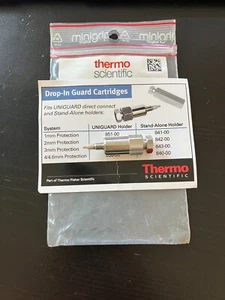 minigrip
minigrip
thermo
scientific
Drop-In Guard Cartridges
Fits UNIGUARD direct connect
and Stand-Alone holders:
System UNIGUARD Holder Stand-Alone Holder
1mm Protection 851-00 841-00
2mm Protection 842-00
3mm Protection 843-00
4/4.6mm Protection 840-00
Thermo
SCIENTIFIC
Part of Thermo Fisher Scientific